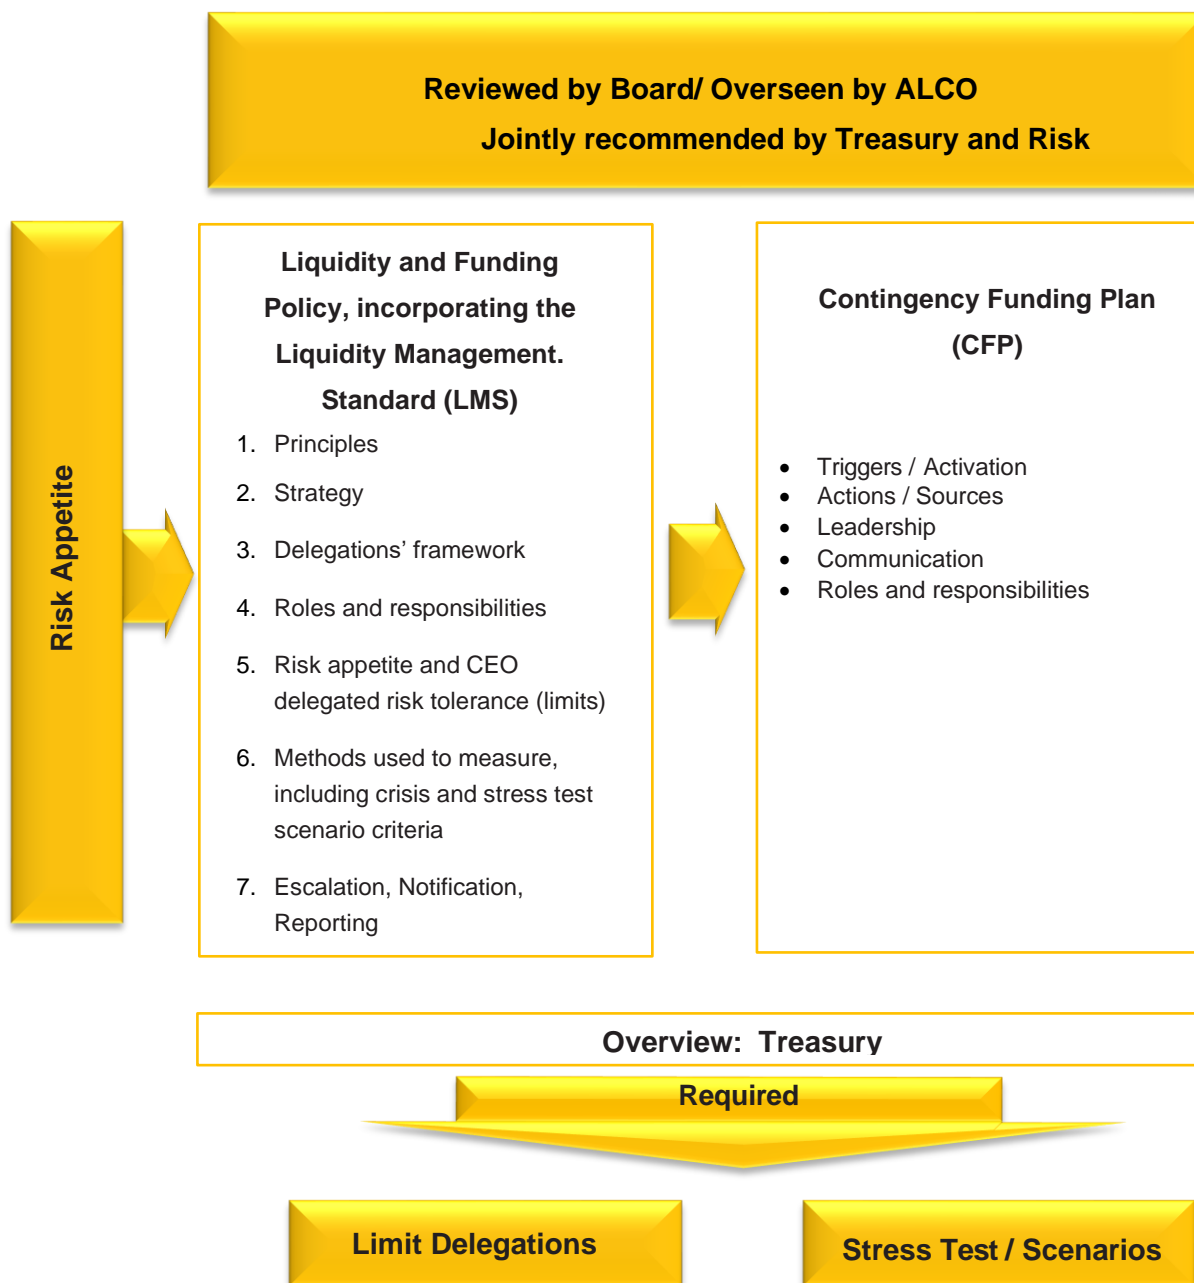 Reviewed by Board/ Overseen by ALCO
Jointly recommended by Treasury and Risk
Risk Appetite
Liquidity and Funding
Policy, incorporating the
Liquidity Management.
Standard (LMS)
1. Principles
2. Strategy
3. Delegations’ framework
4. Roles and responsibilities
5. Risk appetite and CEO
delegated risk tolerance (limits)
6. Methods used to measure,
including crisis and stress test
scenario criteria
7. Escalation, Notification,
Reporting
Contingency Funding Plan
(CFP)
• Triggers / Activation
• Actions / Sources
• Leadership
• Communication
• Roles and responsibilities
Overview: Treasury
Required
Limit Delegations
Stress Test / Scenarios